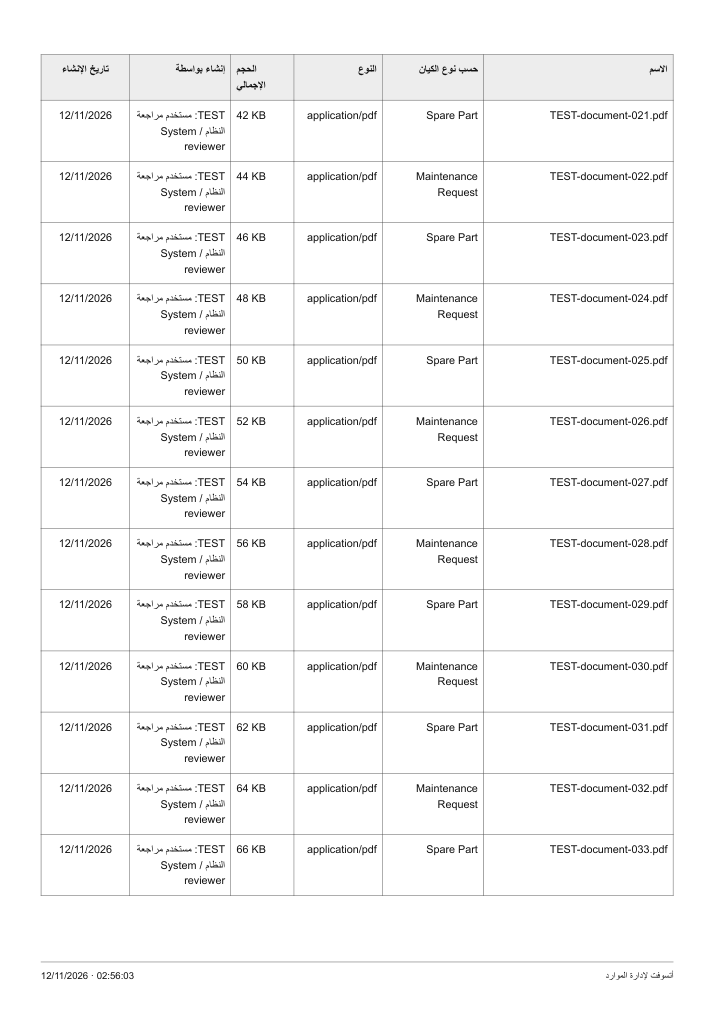 الاسم حسب نوع الكيان النوع الحجم الإجمالي إنشاء بواسطة تاريخ الإنشاء
TEST-document-021.pdf Spare Part application/pdf 42 KB TEST: مستخدم مراجعة النظام / System reviewer 12/11/2026
TEST-document-022.pdf Maintenance Request application/pdf 44 KB TEST: مستخدم مراجعة النظام / System reviewer 12/11/2026
TEST-document-023.pdf Spare Part application/pdf 46 KB TEST: مستخدم مراجعة النظام / System reviewer 12/11/2026
TEST-document-024.pdf Maintenance Request application/pdf 48 KB TEST: مستخدم مراجعة النظام / System reviewer 12/11/2026
TEST-document-025.pdf Spare Part application/pdf 50 KB TEST: مستخدم مراجعة النظام / System reviewer 12/11/2026
TEST-document-026.pdf Maintenance Request application/pdf 52 KB TEST: مستخدم مراجعة النظام / System reviewer 12/11/2026
TEST-document-027.pdf Spare Part application/pdf 54 KB TEST: مستخدم مراجعة النظام / System reviewer 12/11/2026
TEST-document-028.pdf Maintenance Request application/pdf 56 KB TEST: مستخدم مراجعة النظام / System reviewer 12/11/2026
TEST-document-029.pdf Spare Part application/pdf 58 KB TEST: مستخدم مراجعة النظام / System reviewer 12/11/2026
TEST-document-030.pdf Maintenance Request application/pdf 60 KB TEST: مستخدم مراجعة النظام / System reviewer 12/11/2026
TEST-document-031.pdf Spare Part application/pdf 62 KB TEST: مستخدم مراجعة النظام / System reviewer 12/11/2026
TEST-document-032.pdf Maintenance Request application/pdf 64 KB TEST: مستخدم مراجعة النظام / System reviewer 12/11/2026
TEST-document-033.pdf Spare Part application/pdf 66 KB TEST: مستخدم مراجعة النظام / System reviewer 12/11/2026
أتسوفت لإدارة الموارد
12/11/2026 · 02:56:03